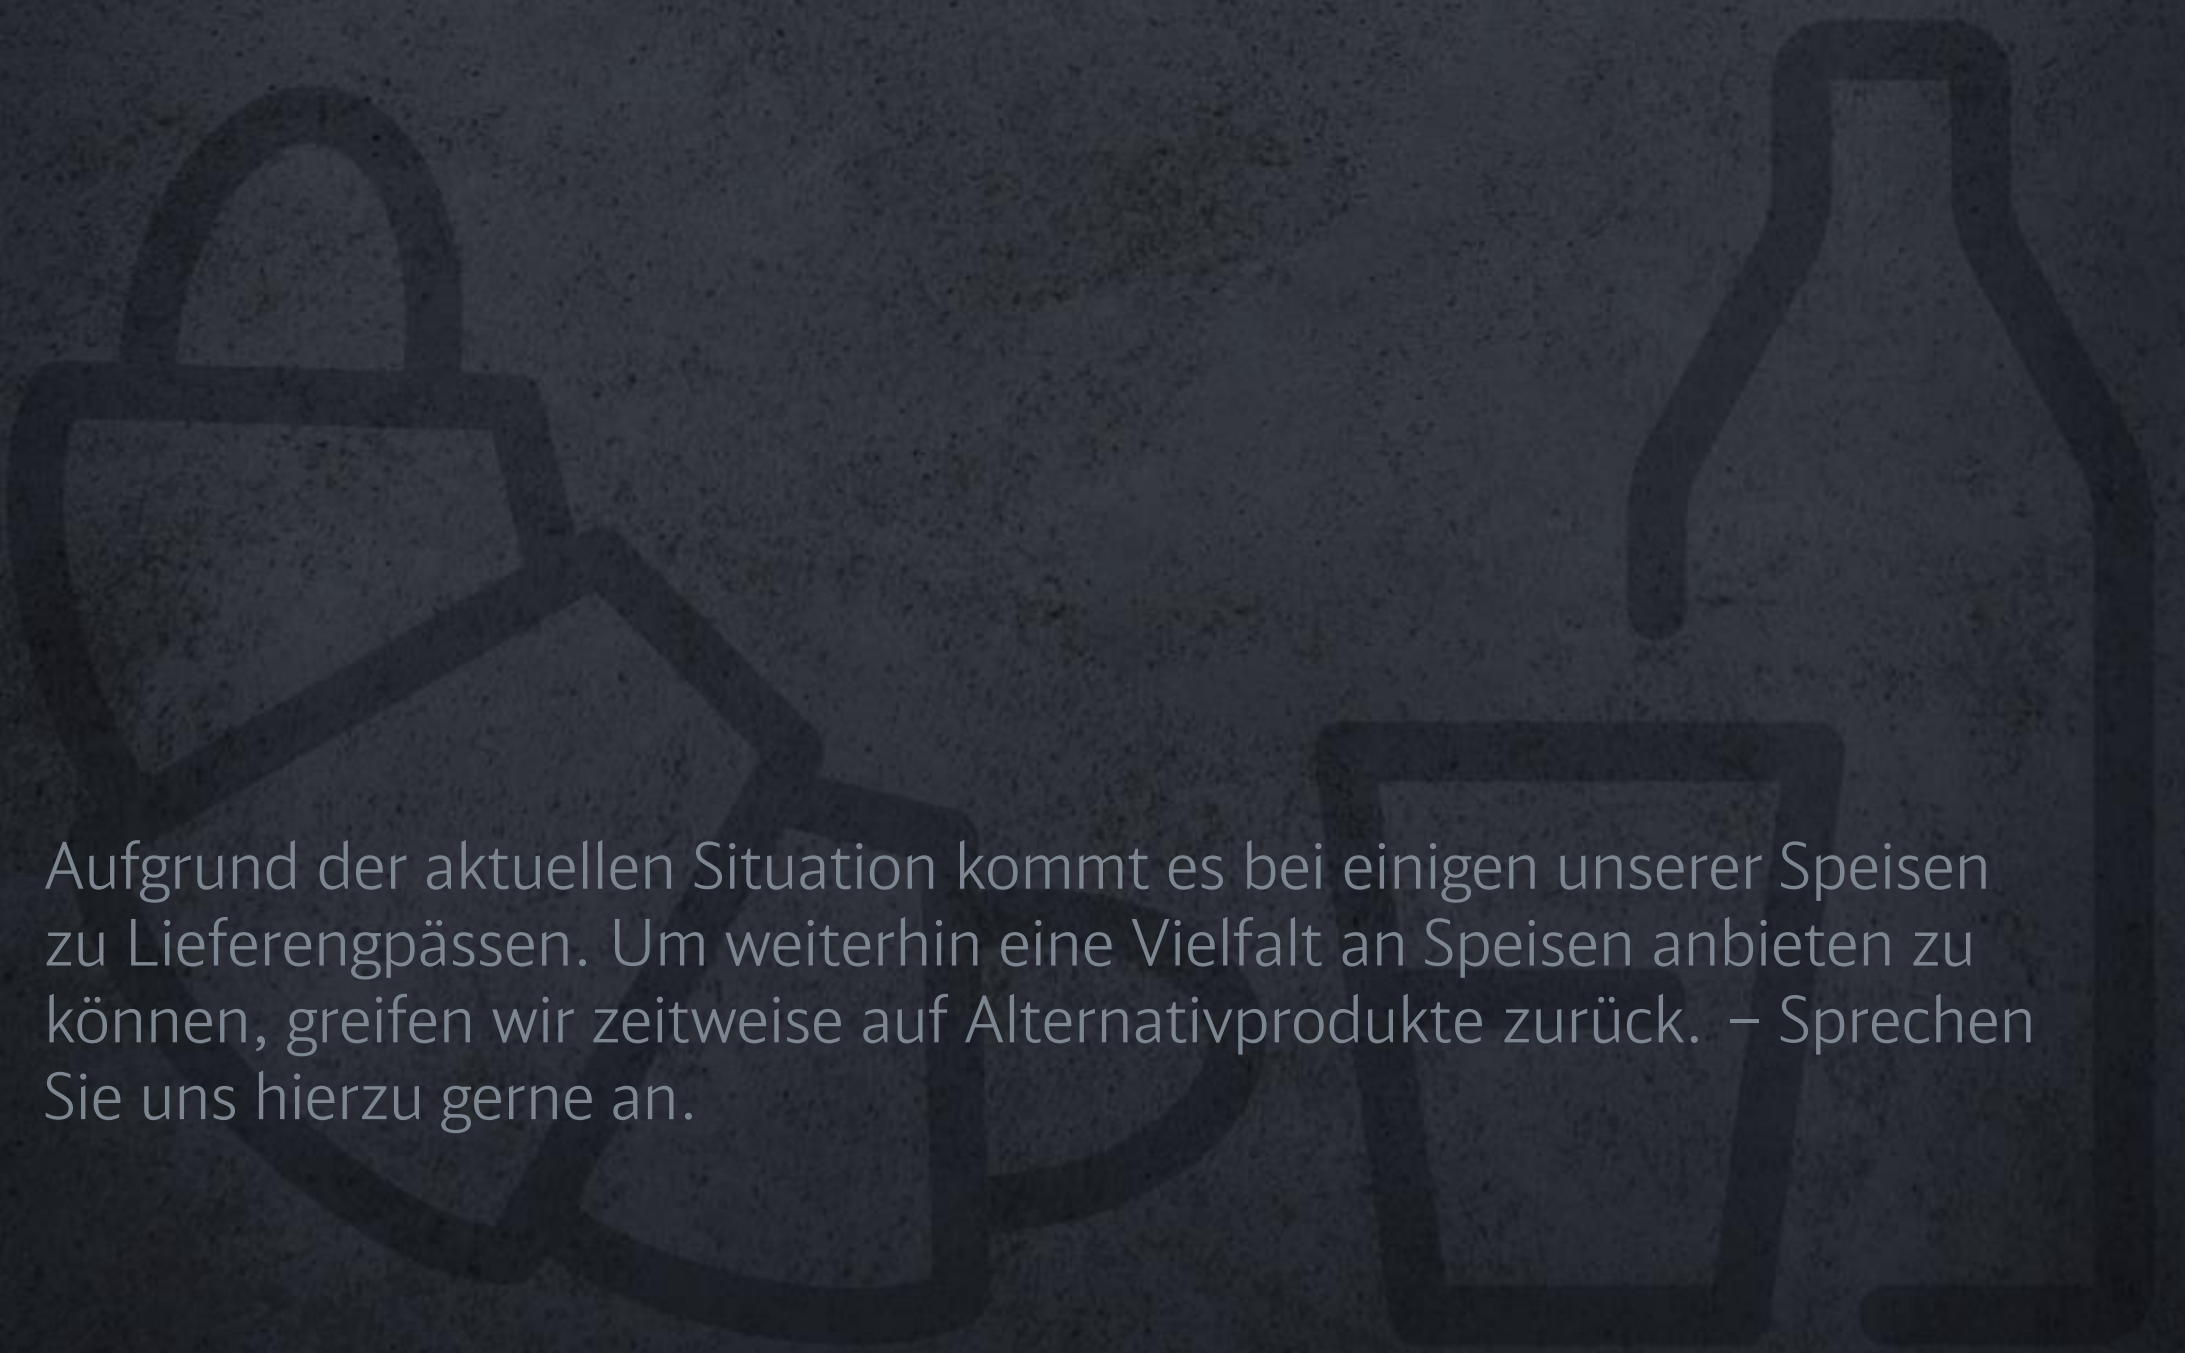 Aufgrund der aktuellen Situation kommt es bei einigen unserer Speisen
zu Lieferengpässen. Um weiterhin eine Vielfalt an Speisen anbieten zu
können, greifen wir zeitweise auf Alternativprodukte zurück. – Sprechen
Sie uns hierzu gerne an.